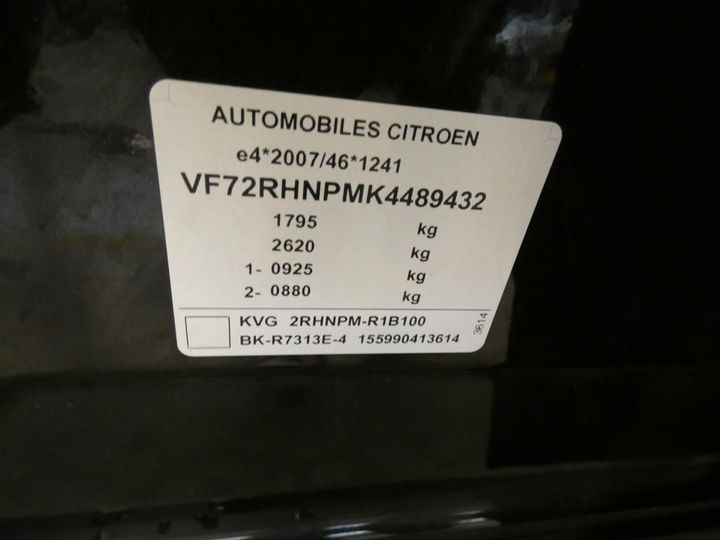 AUTOMOBILES CITROEN
e4*2007/46*1241
VF72RHNPMK4489432
1795 kg
2620 kg
1- 0925 kg
2- 0880 kg
KVG 2RHNPM-R1B100
BK-R7313E-4 155990413614
3614